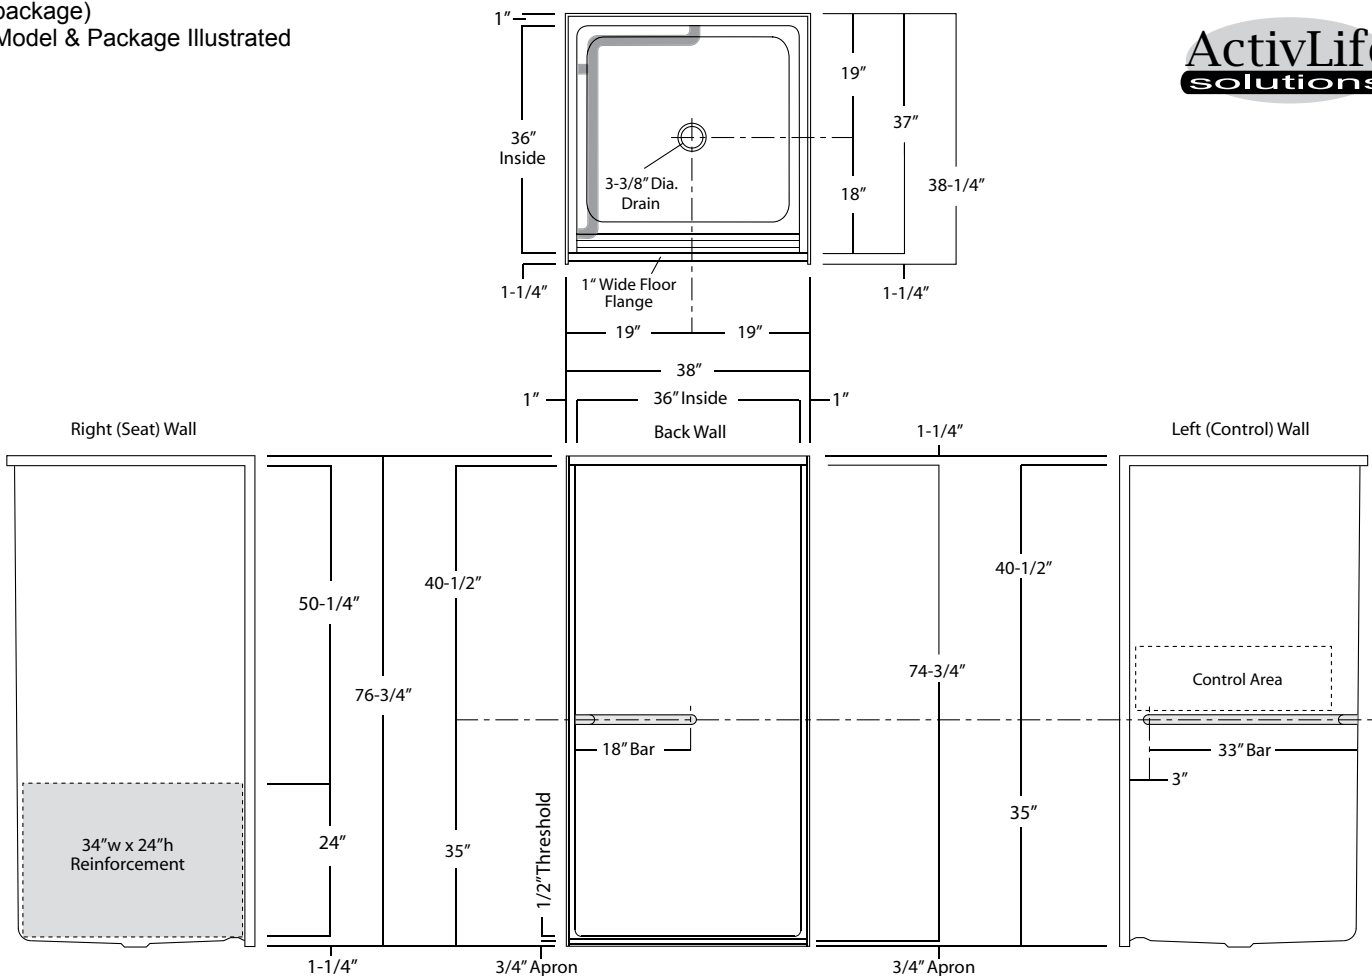 package)
Model & Package Illustrated
ActivLife
solutions
1"
36"
Inside
1-1/4"
3-3/8" Dia.
Drain
1" Wide Floor
Flange
19"
18"
37"
38-1/4"
1-1/4"
19"
19"
38"
1"
36" Inside
1"
Right (Seat) Wall
Back Wall
1-1/4"
Left (Control) Wall
50-1/4"
24"
34"w x 24"h
Reinforcement
1-1/4"
76-3/4"
40-1/2"
35"
18" Bar
1/2" Threshold
3/4" Apron
74-3/4"
3/4" Apron
40-1/2"
35"
Control Area
33" Bar
3"